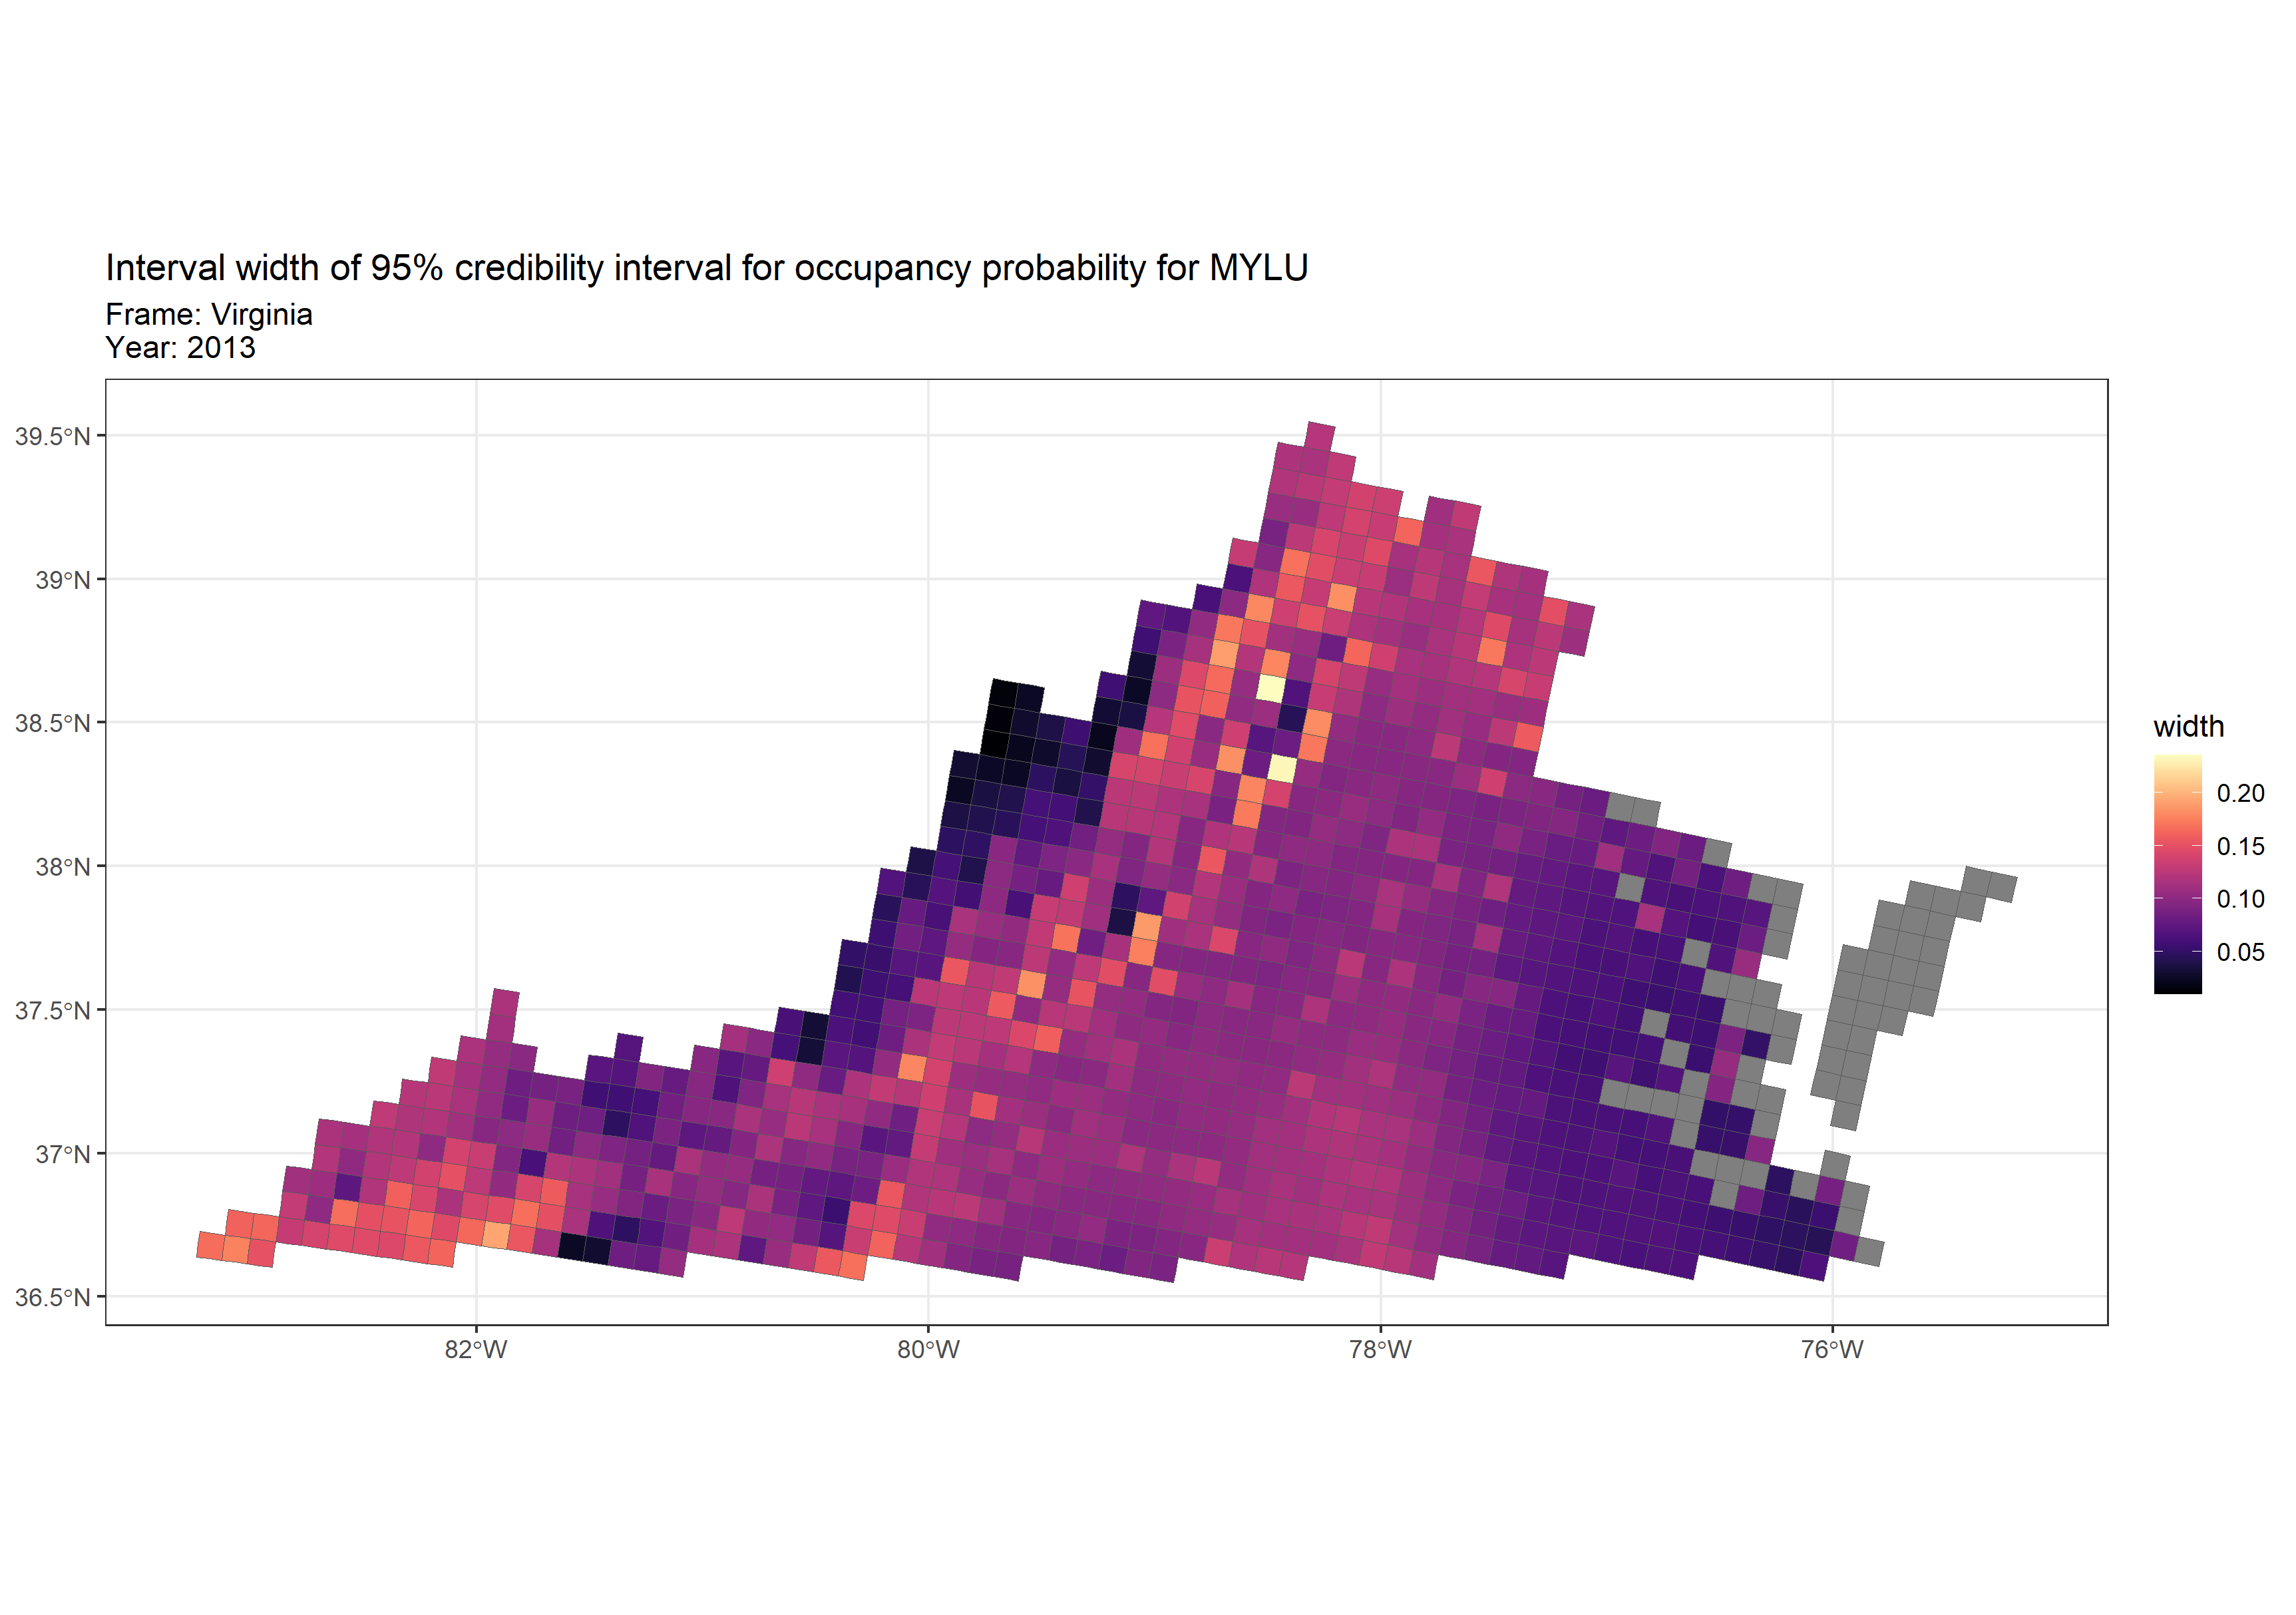 Interval width of 95% credibility interval for occupancy probability for MYLU
Frame: Virginia
Year: 2013
39.5°N
39°N
38.5°N
38°N
37.5°N
37°N
36.5°N
82°W
80°W
78°W
76°W
width
0.20
0.15
0.10
0.05